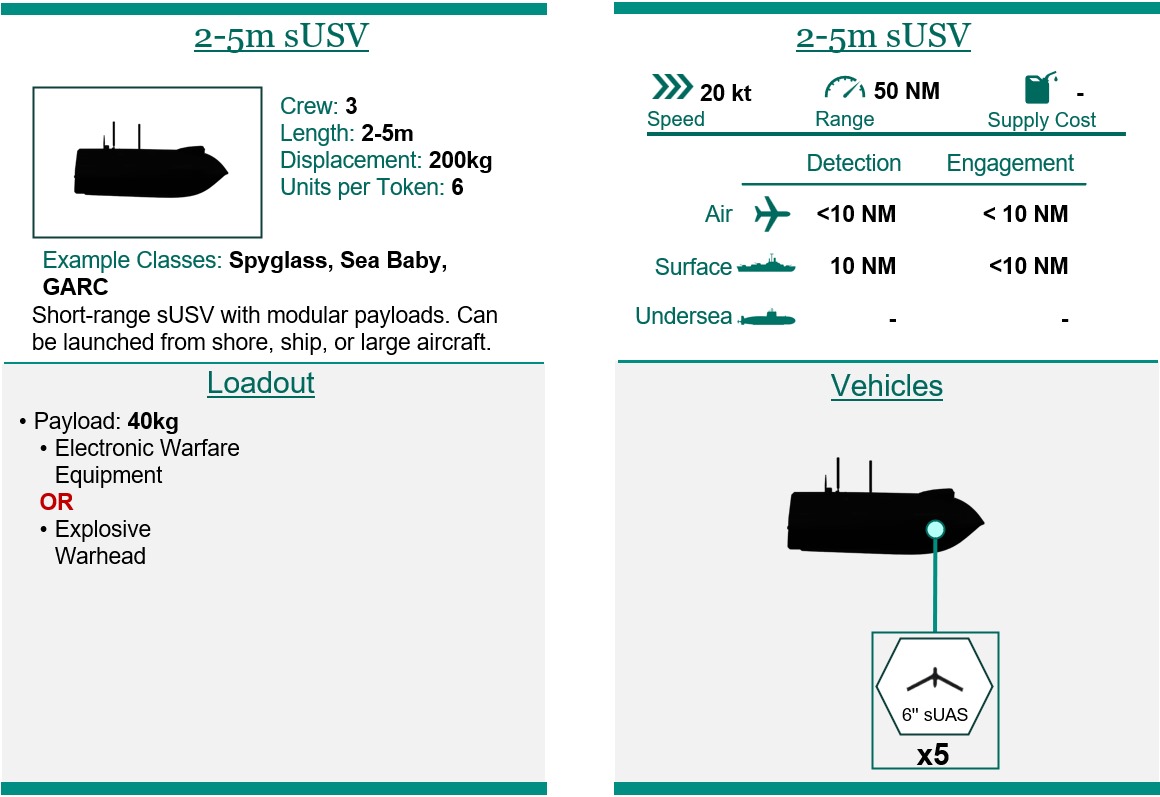 2-5m sUSV
Crew: 3
Length: 2-5m
Displacement: 200kg
Units per Token: 6
Example Classes: Spyglass, Sea Baby,
GARC
Short-range sUSV with modular payloads. Can
be launched from shore, ship, or large aircraft.
Loadout
• Payload: 40kg
• Electronic Warfare
Equipment
OR
• Explosive
Warhead
2-5m sUSV
20 kt
Speed
50 NM
Range
-
Supply Cost
Detection Engagement
Air <10 NM < 10 NM
Surface 10 NM <10 NM
Undersea - -
Vehicles
6" sUAS
x5